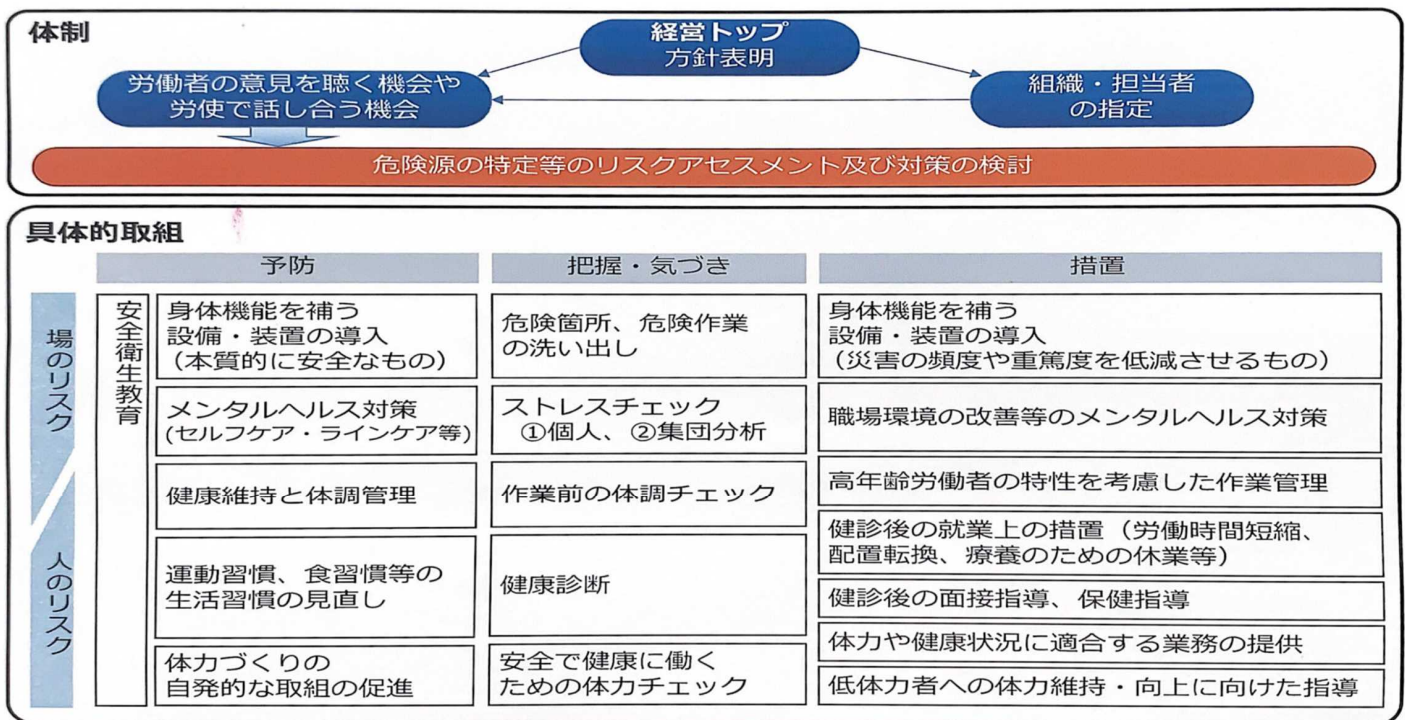 体制
経営トップ
方針表明
労働者の意見を聴く機会や
労使で話し合う機会
組織・担当者
の指定
危険源の特定等のリスクアセスメント及び対策の検討
具体的取組
予防
把握・気づき
措置
場のリスク
人のリスク
安全衛生教育
身体機能を補う
設備・装置の導入
（本質的に安全なもの）
危険箇所、危険作業
の洗い出し
身体機能を補う
設備・装置の導入
（災害の頻度や重篤度を低減させるもの）
メンタルヘルス対策
(セルフケア・ラインケア等)
ストレスチェック
①個人、②集団分析
職場環境の改善等のメンタルヘルス対策
健康維持と体調管理
作業前の体調チェック
高年齢労働者の特性を考慮した作業管理
運動習慣、食習慣等の
生活習慣の見直し
健康診断
健診後の就業上の措置（労働時間短縮、
配置転換、療養のための休業等）
健診後の面接指導、保健指導
体力づくりの
自発的な取組の促進
安全で健康に働く
ための体力チェック
体力や健康状況に適合する業務の提供
低体力者への体力維持・向上に向けた指導